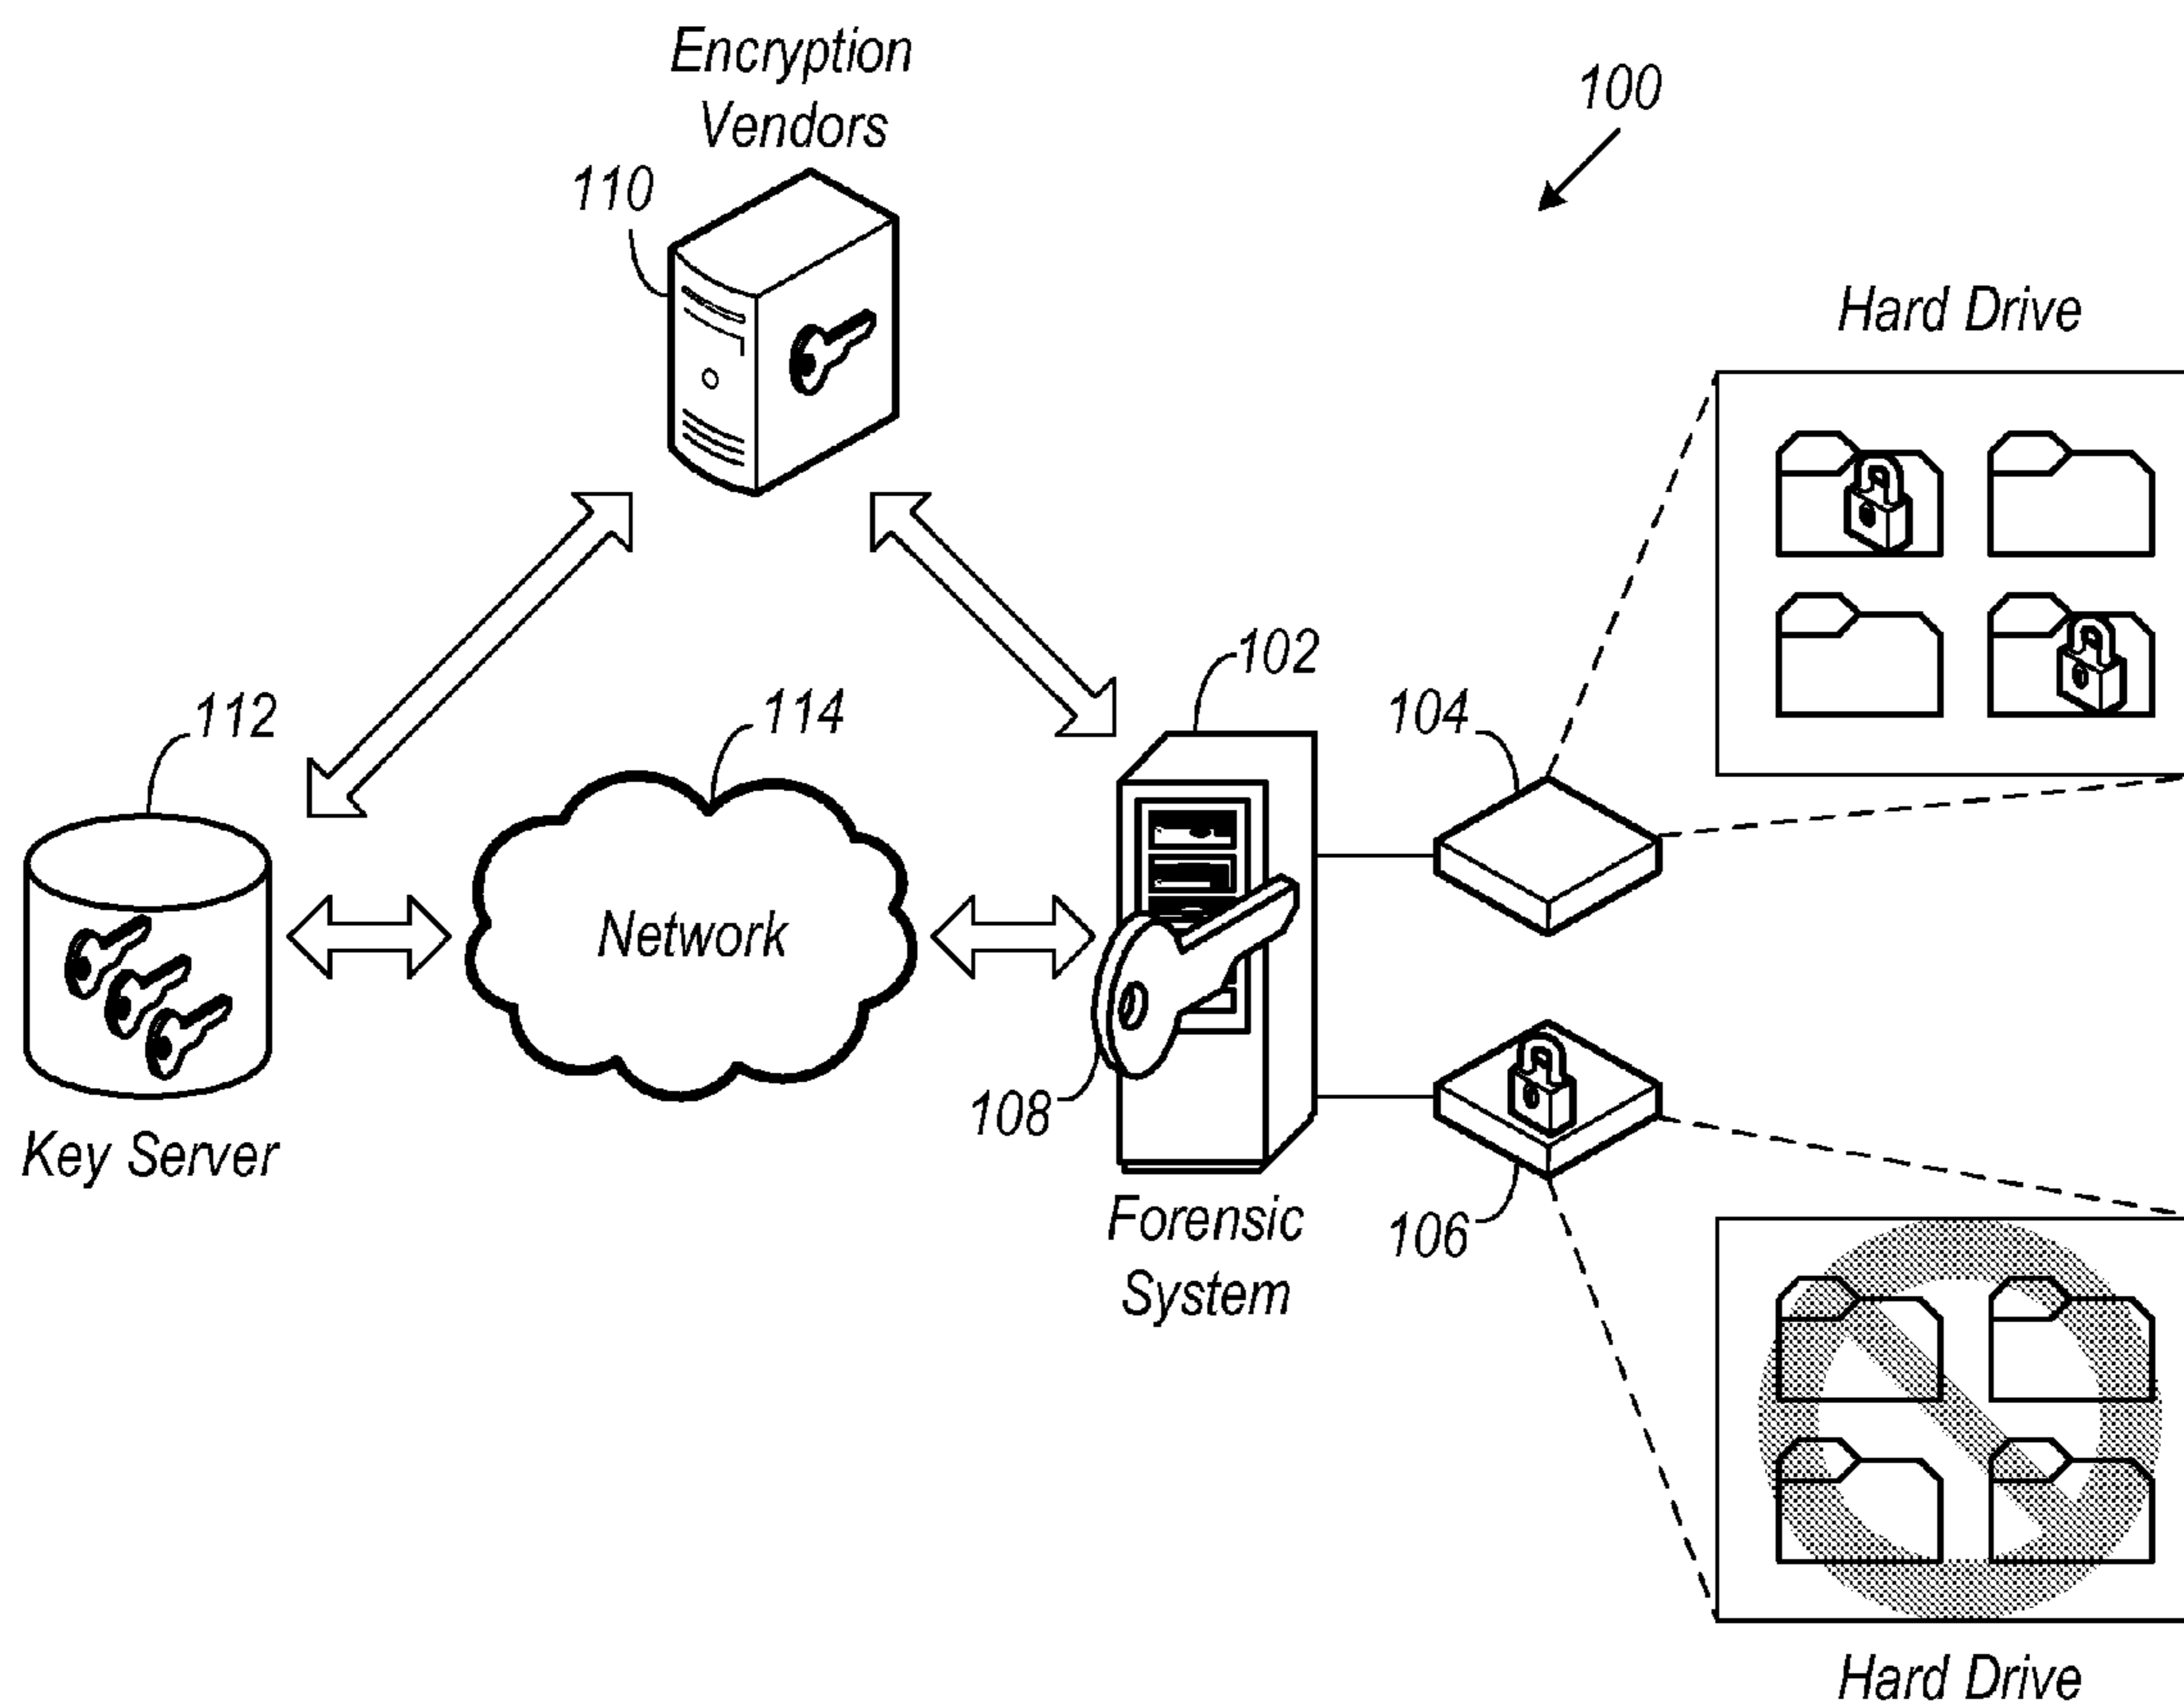 Encryption
Vendors
100
110
Hard Drive
102
104
112
114
Network
108
Key Server
Forensic
System
106
Hard Drive